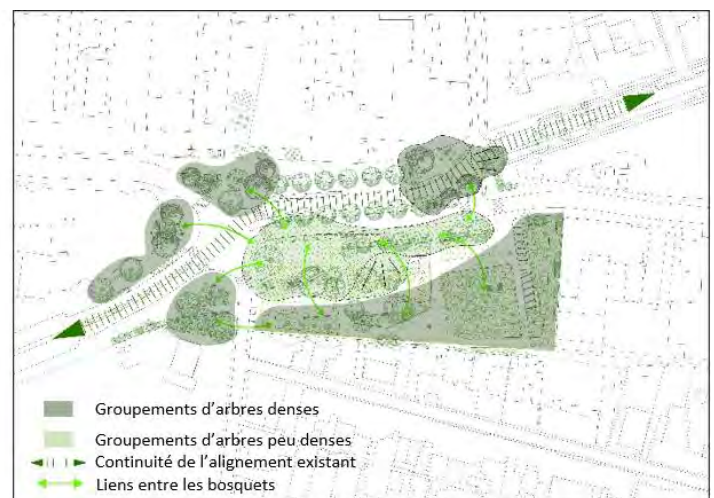 Groupements d'arbres denses
Groupements d'arbres peu denses
Continuité de l'alignement existant
Liens entre les bosquets